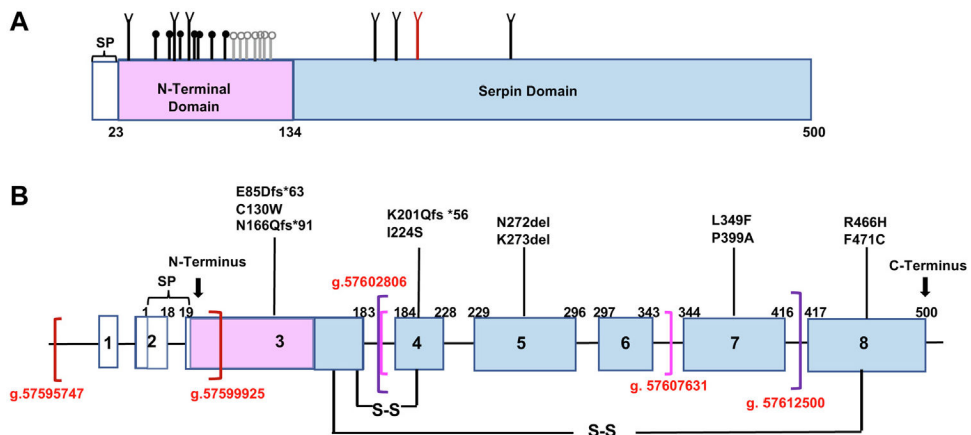 A
SP
N-Terminal
Domain
Serpin Domain
23
134
500
B
E85Dfs*63
C130W
N166Qfs*91
K201Qfs *56
I224S
N272del
K273del
L349F
P399A
R466H
F471C
N-Terminus
C-Terminus
SP
g.57602806
1 18 19 183 184 228 229 296 297 343 344 416 417 500
1 2 3 4 5 6 7 8
g.57595747
g.57599925
g. 57607631
g. 57612500
S-S
S-S